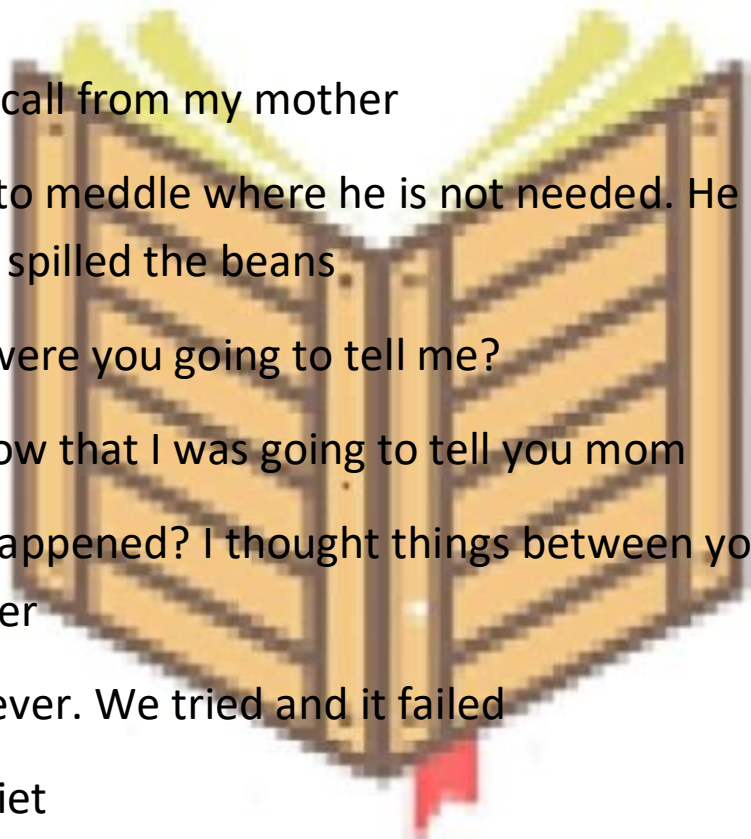 call from my mother
to meddle where he is not needed. He
spilled the beans
were you going to tell me?
ow that I was going to tell you mom
appened? I thought things between yo
er
ever. We tried and it failed
iet